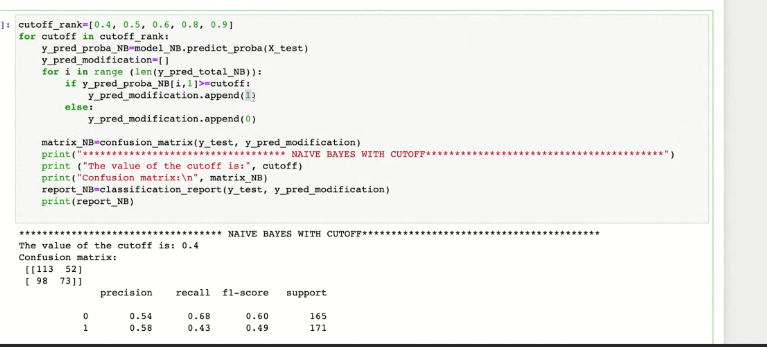 ]: cutoff_rank=[0.4, 0.5, 0.6, 0.8, 0.9]
for cutoff in cutoff_rank:
    y_pred_proba_NB=model_NB.predict_proba(X_test)
    y_pred_modification=[]
    for i in range (len(y_pred_total_NB)):
        if y_pred_proba_NB[i,1]>=cutoff:
            y_pred_modification.append(1)
        else:
            y_pred_modification.append(0)
    matrix_NB=confusion_matrix(y_test, y_pred_modification)
    print("*********************************** NAIVE BAYES WITH CUTOFF*****************************************")
    print ("The value of the cutoff is:", cutoff)
    print("Confusion matrix:\n", matrix_NB)
    report_NB=classification_report(y_test, y_pred_modification)
    print(report_NB)
*********************************** NAIVE BAYES WITH CUTOFF*****************************************
The value of the cutoff is: 0.4
Confusion matrix:
[[113 52]
[ 98 73]]
precision recall f1-score support
0 0.54 0.68 0.60 165
1 0.58 0.43 0.49 171